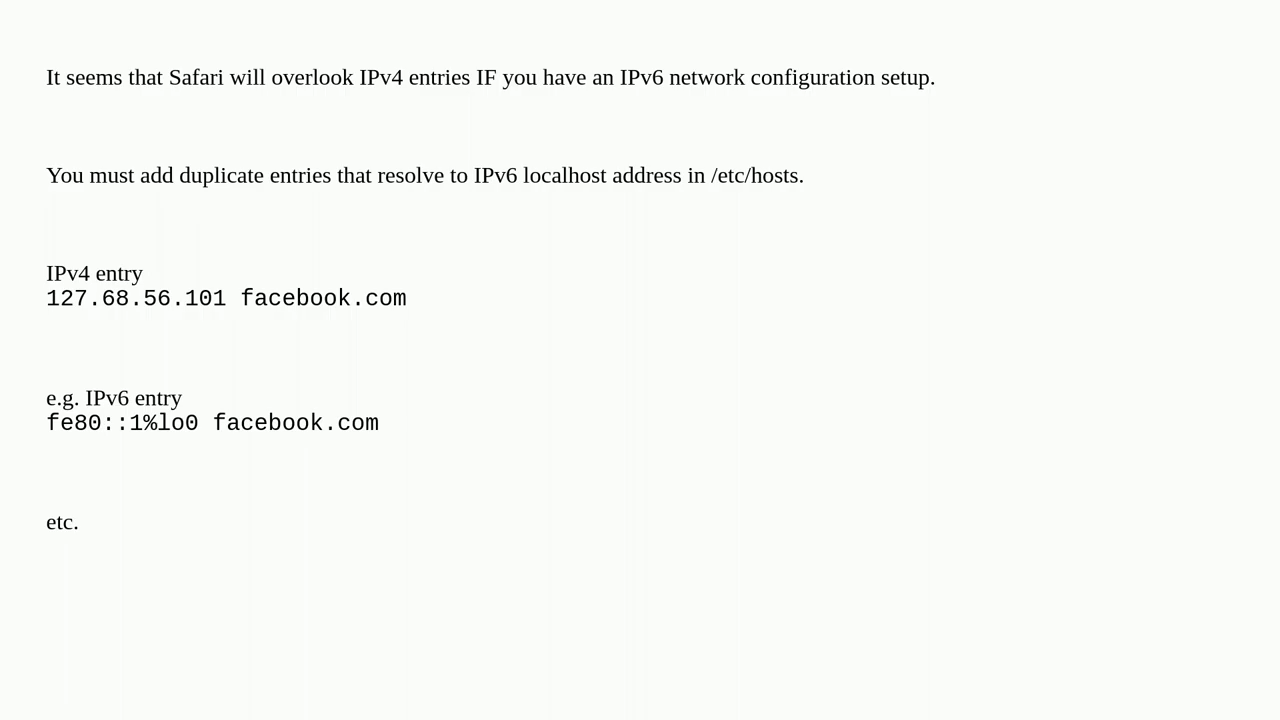 It seems that Safari will overlook IPv4 entries IF you have an IPv6 network configuration setup.
You must add duplicate entries that resolve to IPv6 localhost address in /etc/hosts.
IPv4 entry
127.68.56.101 facebook.com
e.g. IPv6 entry
fe80::1%lo0 facebook.com
etc.